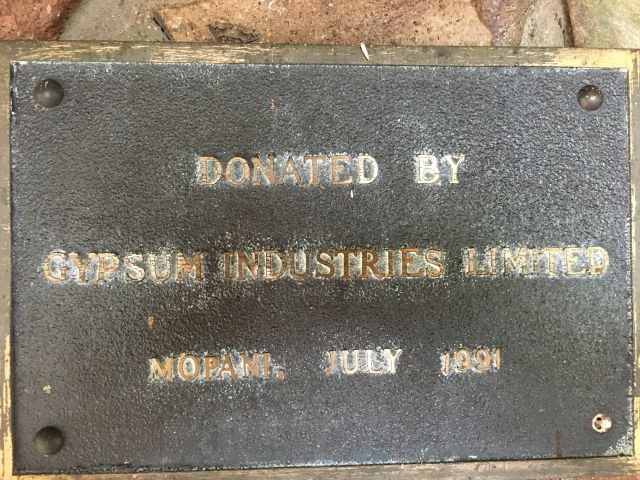 DONATED BY
GYPSUM INDUSTRIES LIMITED
MOPANI, JULY 1991